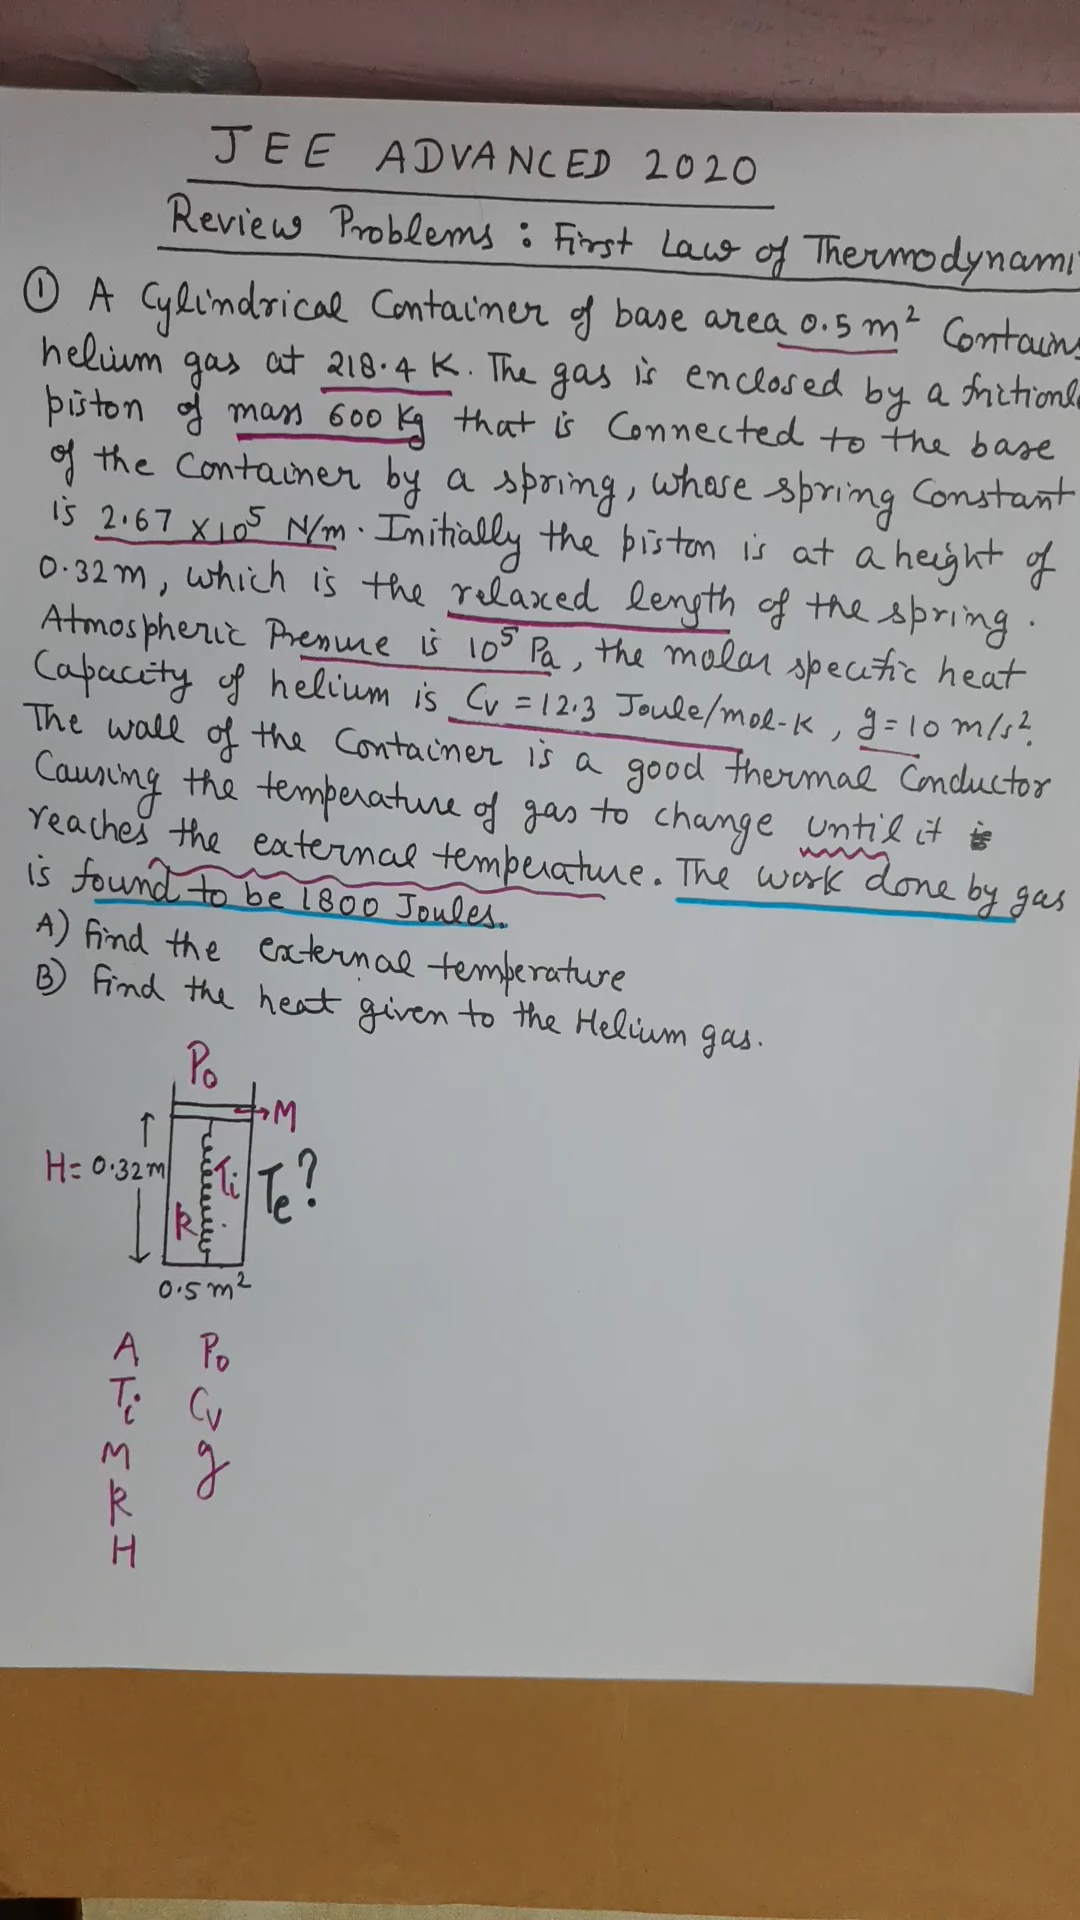 JEE ADVANCED 2020
Review Problems : First Law of Thermodynami
① A Cylindrical Container of base area 0.5 m² Contains
helium gas at 218.4 K. The gas is enclosed by a frictionl
piston of mass 600 Kg that is Connected to the base
of the Container by a spring, whose spring Constant
is 2.67 × 10⁵ N/m. Initially the piston is at a height of
0.32m, which is the relaxed length of the spring.
Atmospheric Pressure is 10⁵ Pa, the molar specific heat
Capacity of helium is Cv = 12.3 Joule/mol-K, g = 10 m/s².
The wall of the Container is a good thermal Conductor
Causing the temperature of gas to change until it
reaches the external temperature. The work done by gas
is found to be 1800 Joules.
A) find the external temperature
B) Find the heat given to the Helium gas.
P₀
M
H = 0.32m
Ti
Te?
k
0.5 m²
A P₀
Ti Cv
M g
k
H